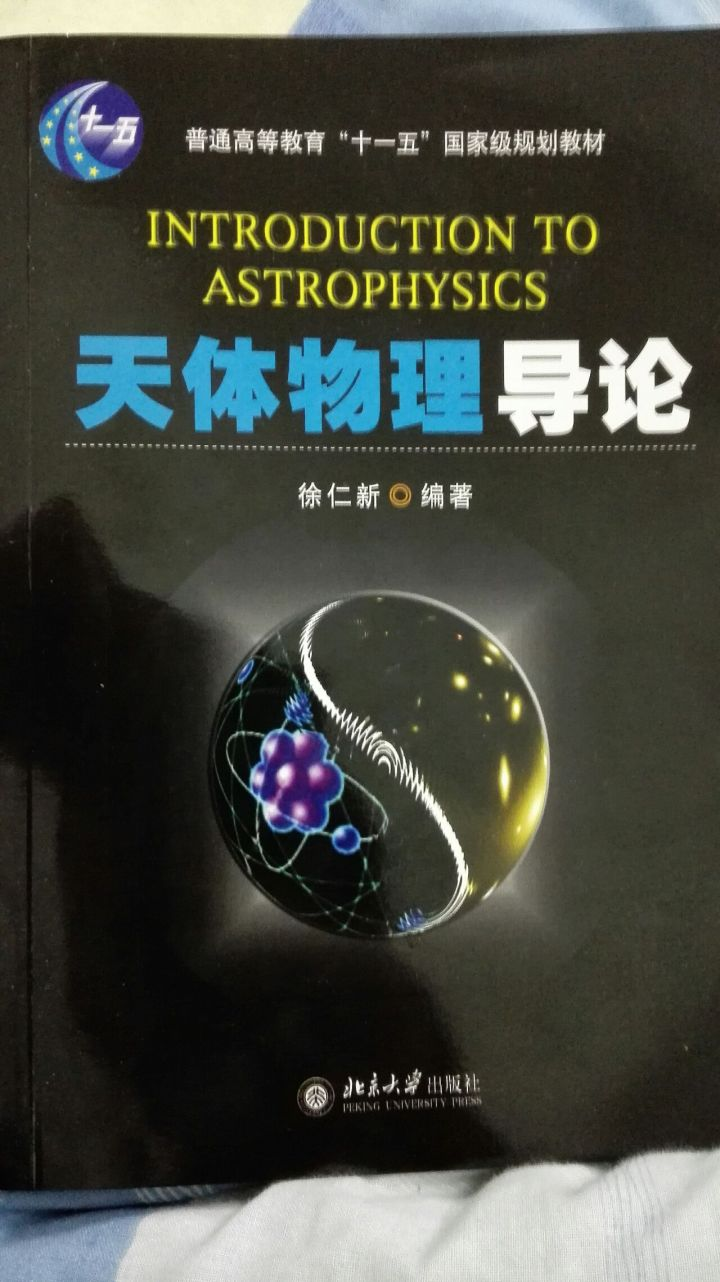 十一五
普通高等教育“十一五”国家级规划教材
INTRODUCTION TO
ASTROPHYSICS
天体物理导论
徐仁新 编著
北京大学出版社
PEKING UNIVERSITY PRESS